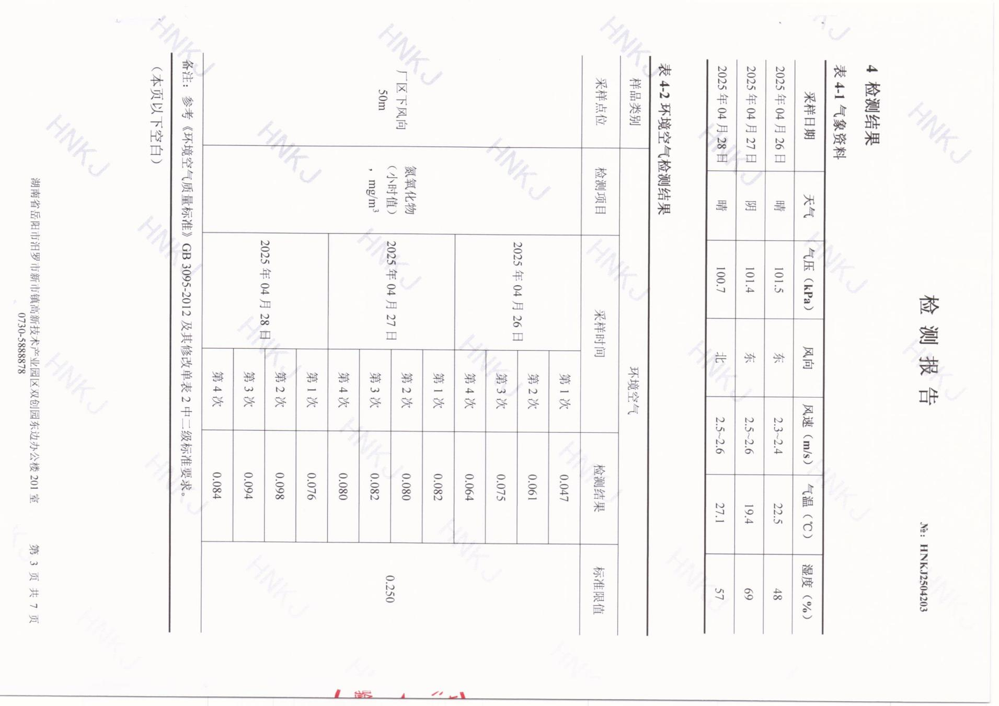 检 测 报 告
№：HNKJ2504203
4 检测结果
表 4-1 气象资料
采样日期 天气 气压（kPa） 风向 风速（m/s） 气温（℃） 湿度（%）
2025 年 04 月 26 日 晴 101.5 东 2.3~2.4 22.5 48
2025 年 04 月 27 日 阴 101.4 东 2.5~2.6 19.4 69
2025 年 04 月 28 日 晴 100.7 北 2.5~2.6 27.1 57
表 4-2 环境空气检测结果
样品类别 环境空气
采样点位 检测项目 采样时间 检测结果 标准限值
厂区下风向
50m
氮氧化物
（小时值）
，mg/m³
2025 年 04 月 26 日
第 1 次 0.047
第 2 次 0.061
第 3 次 0.075
第 4 次 0.064
2025 年 04 月 27 日
第 1 次 0.082
第 2 次 0.080
第 3 次 0.082
第 4 次 0.080
2025 年 04 月 28 日
第 1 次 0.076
第 2 次 0.098
第 3 次 0.094
第 4 次 0.084
0.250
备注： 参考《环境空气质量标准》GB 3095-2012 及其修改单表 2 中二级标准要求。
（本页以下空白）
湖南省岳阳市汨罗市新市镇高新技术产业园区双创园东边办公楼 201 室
第 3 页 共 7 页
0730-5888878
HNKJ